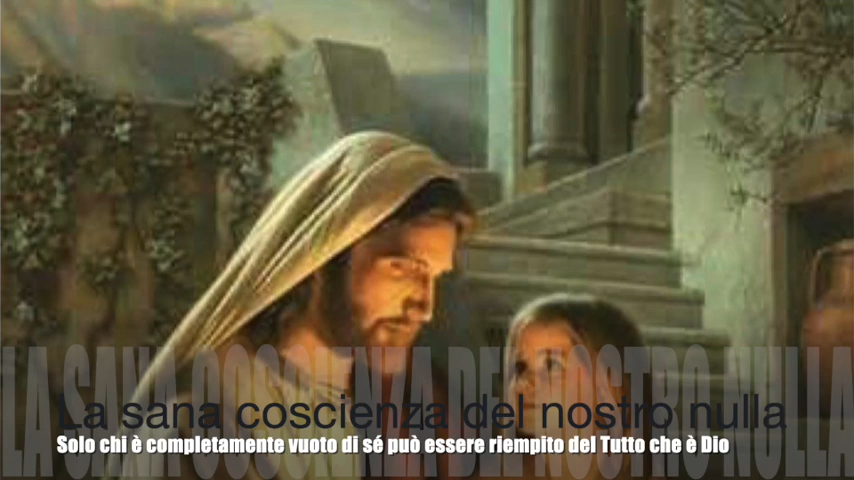 LA SANA COSCIENZA DEL NOSTRO NULLA
La sana coscienza del nostro nulla
Solo chi è completamente vuoto di sé può essere riempito del Tutto che è Dio